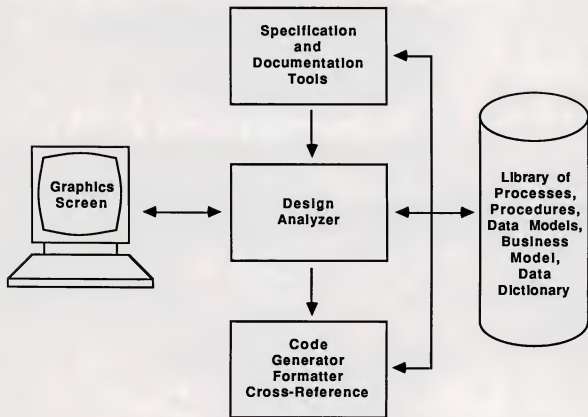 Specification
and
Documentation
Tools
Graphics
Screen
Design
Analyzer
Library of
Processes,
Procedures,
Data Models,
Business
Model,
Data
Dictionary
Code
Generator
Formatter
Cross-Reference